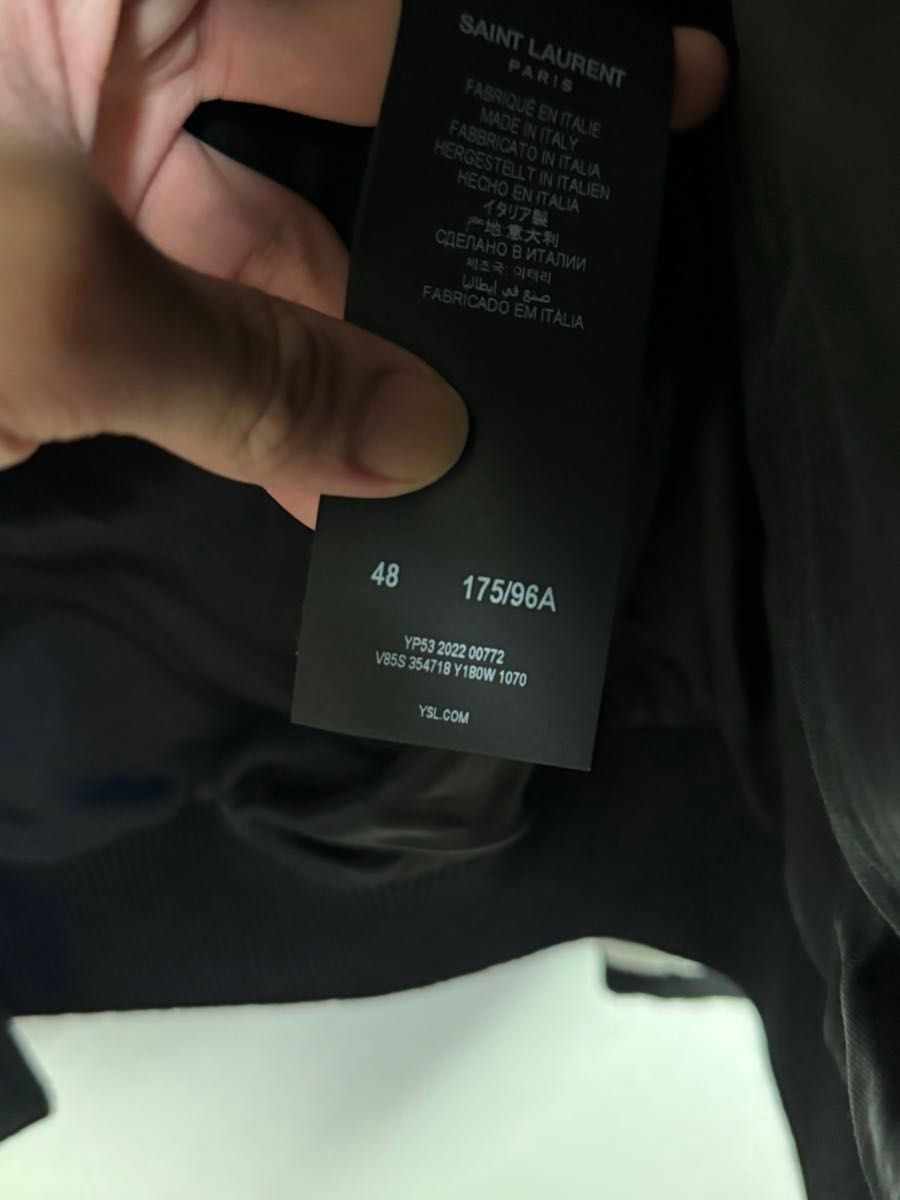 SAINT LAURENT
PARIS
FABRIQUÉ EN ITALIE
MADE IN ITALY
FABBRICATO IN ITALIA
HERGESTELLT IN ITALIEN
HECHO EN ITALIA
イタリア製
地 意大利
СДЕЛАНО В ИТАЛИИ
제조국: 이태리
صنع في ايطاليا
FABRICADO EM ITALIA
48 175/96A
YP53 2022 00772
V85S 354718 Y180W 1070
YSL.COM